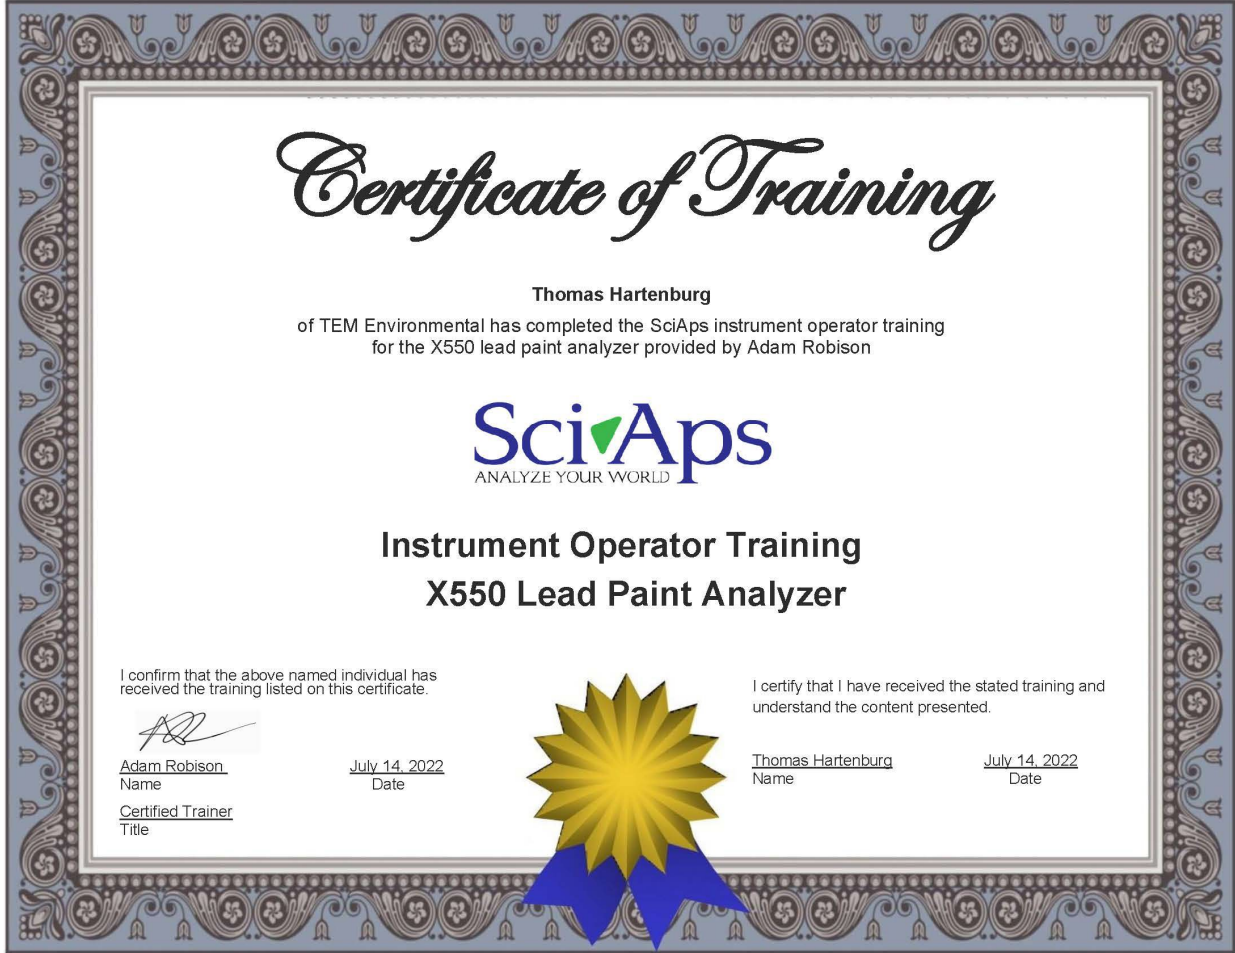 Certificate of Training
Thomas Hartenburg
of TEM Environmental has completed the SciAps instrument operator training
for the X550 lead paint analyzer provided by Adam Robison
SciAps
ANALYZE YOUR WORLD
Instrument Operator Training
X550 Lead Paint Analyzer
I confirm that the above named individual has
received the training listed on this certificate.
Adam Robison
Name
July 14, 2022
Date
Certified Trainer
Title
I certify that I have received the stated training and
understand the content presented.
Thomas Hartenburg
Name
July 14, 2022
Date